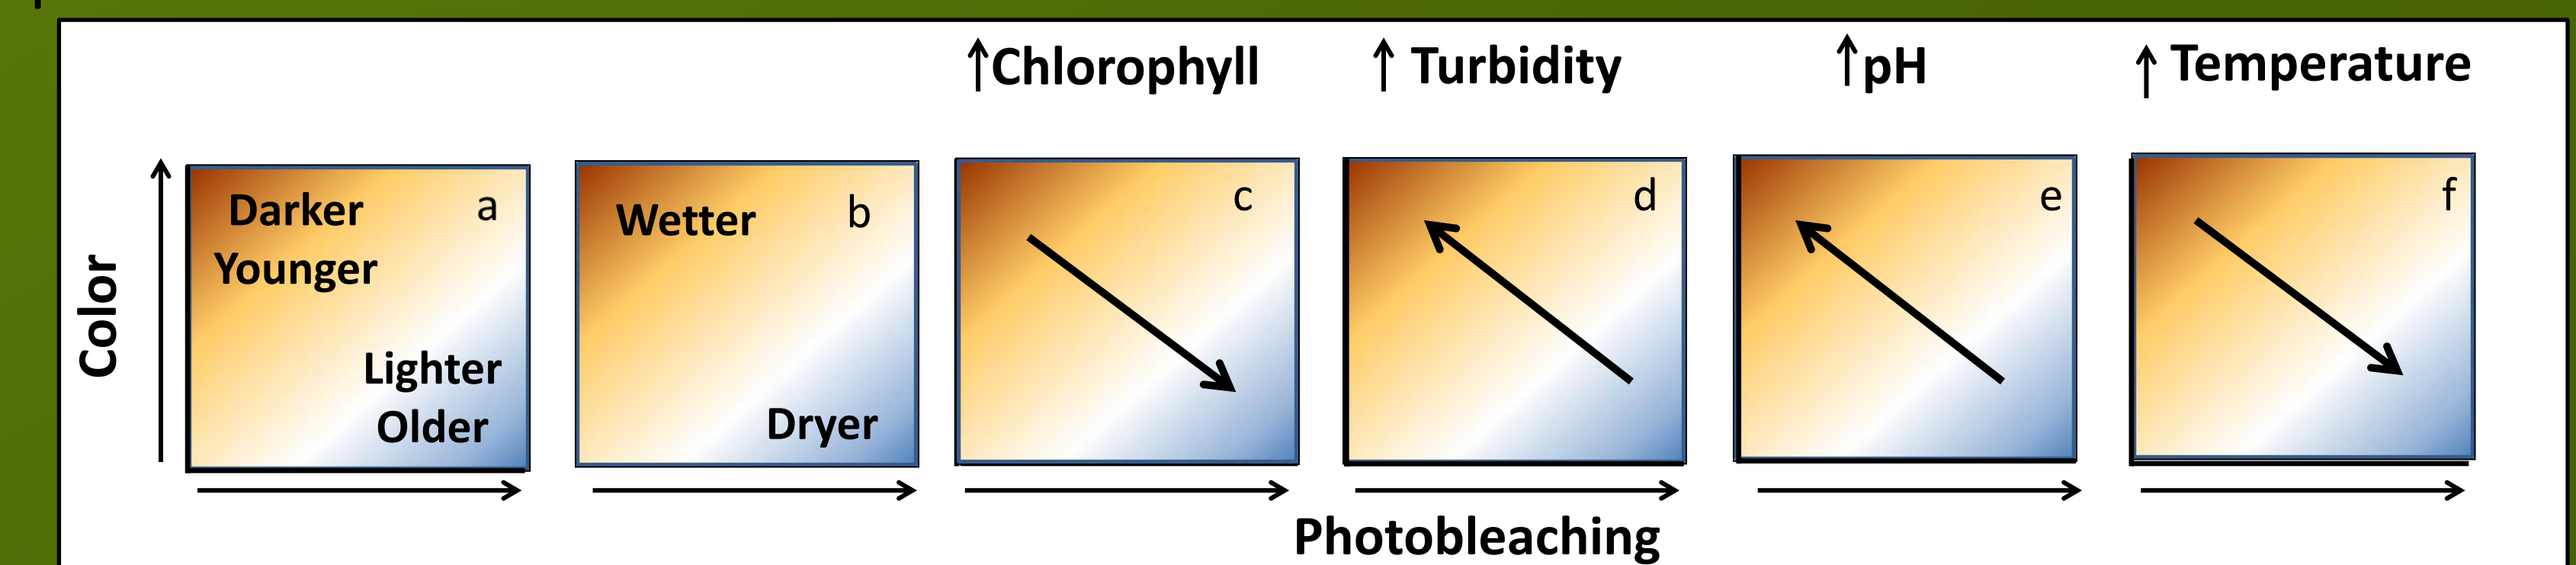 ↑Chlorophyll
↑ Turbidity
↑pH
↑ Temperature
Color
Darker
Younger
a
Lighter
Older
Wetter
b
Dryer
c
d
e
f
Photobleaching